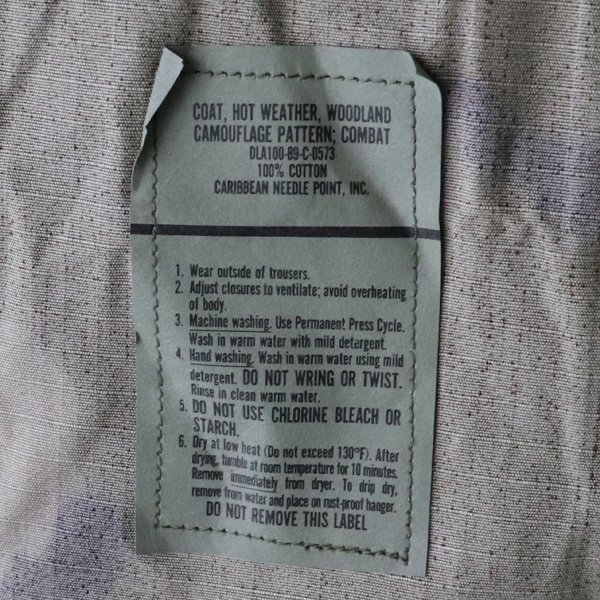 COAT, HOT WEATHER, WOODLAND
CAMOUFLAGE PATTERN; COMBAT
DLA100-89-C-0573
100% COTTON
CARIBBEAN NEEDLE POINT, INC.
1. Wear outside of trousers.
2. Adjust closures to ventilate; avoid overheating
of body.
3. Machine washing. Use Permanent Press Cycle.
Wash in warm water with mild detergent.
4. Hand washing. Wash in warm water using mild
detergent. DO NOT WRING OR TWIST.
Rinse in clean warm water.
5. DO NOT USE CHLORINE BLEACH OR
STARCH.
6. Dry at low heat (Do not exceed 130°F). After
drying, tumble at room temperature for 10 minutes.
Remove immediately from dryer. To drip dry,
remove from water and place on rust-proof hanger.
DO NOT REMOVE THIS LABEL